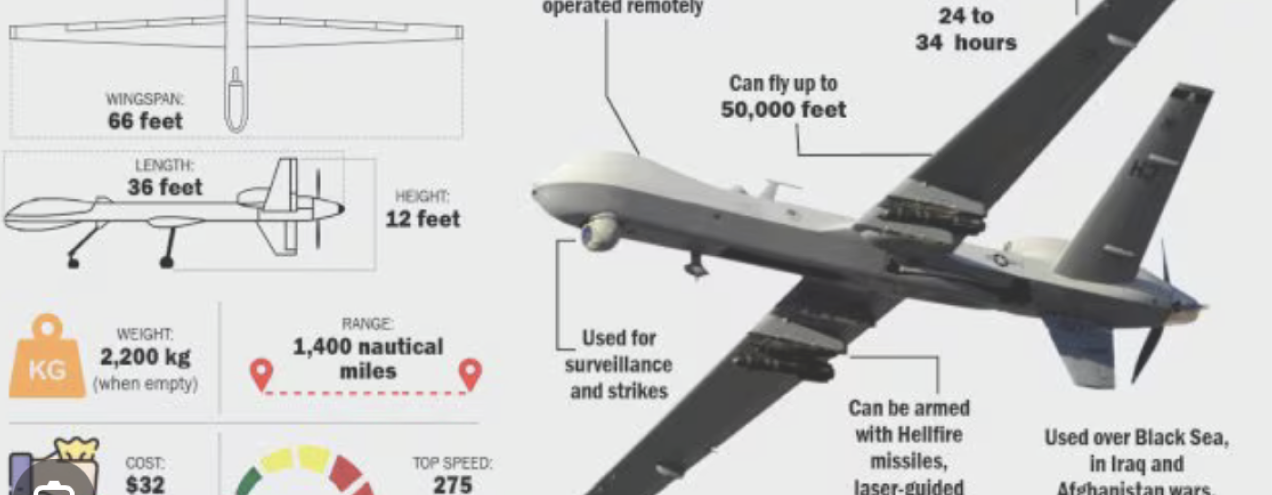 operated remotely
24 to
34 hours
Can fly up to
50,000 feet
WINGSPAN:
66 feet
LENGTH:
36 feet
HEIGHT:
12 feet
WEIGHT:
2,200 kg
(when empty)
KG
RANGE:
1,400 nautical
miles
Used for
surveillance
and strikes
Can be armed
with Hellfire
missiles,
laser-guided
Used over Black Sea,
in Iraq and
Afghanistan wars
COST:
$32
TOP SPEED:
275